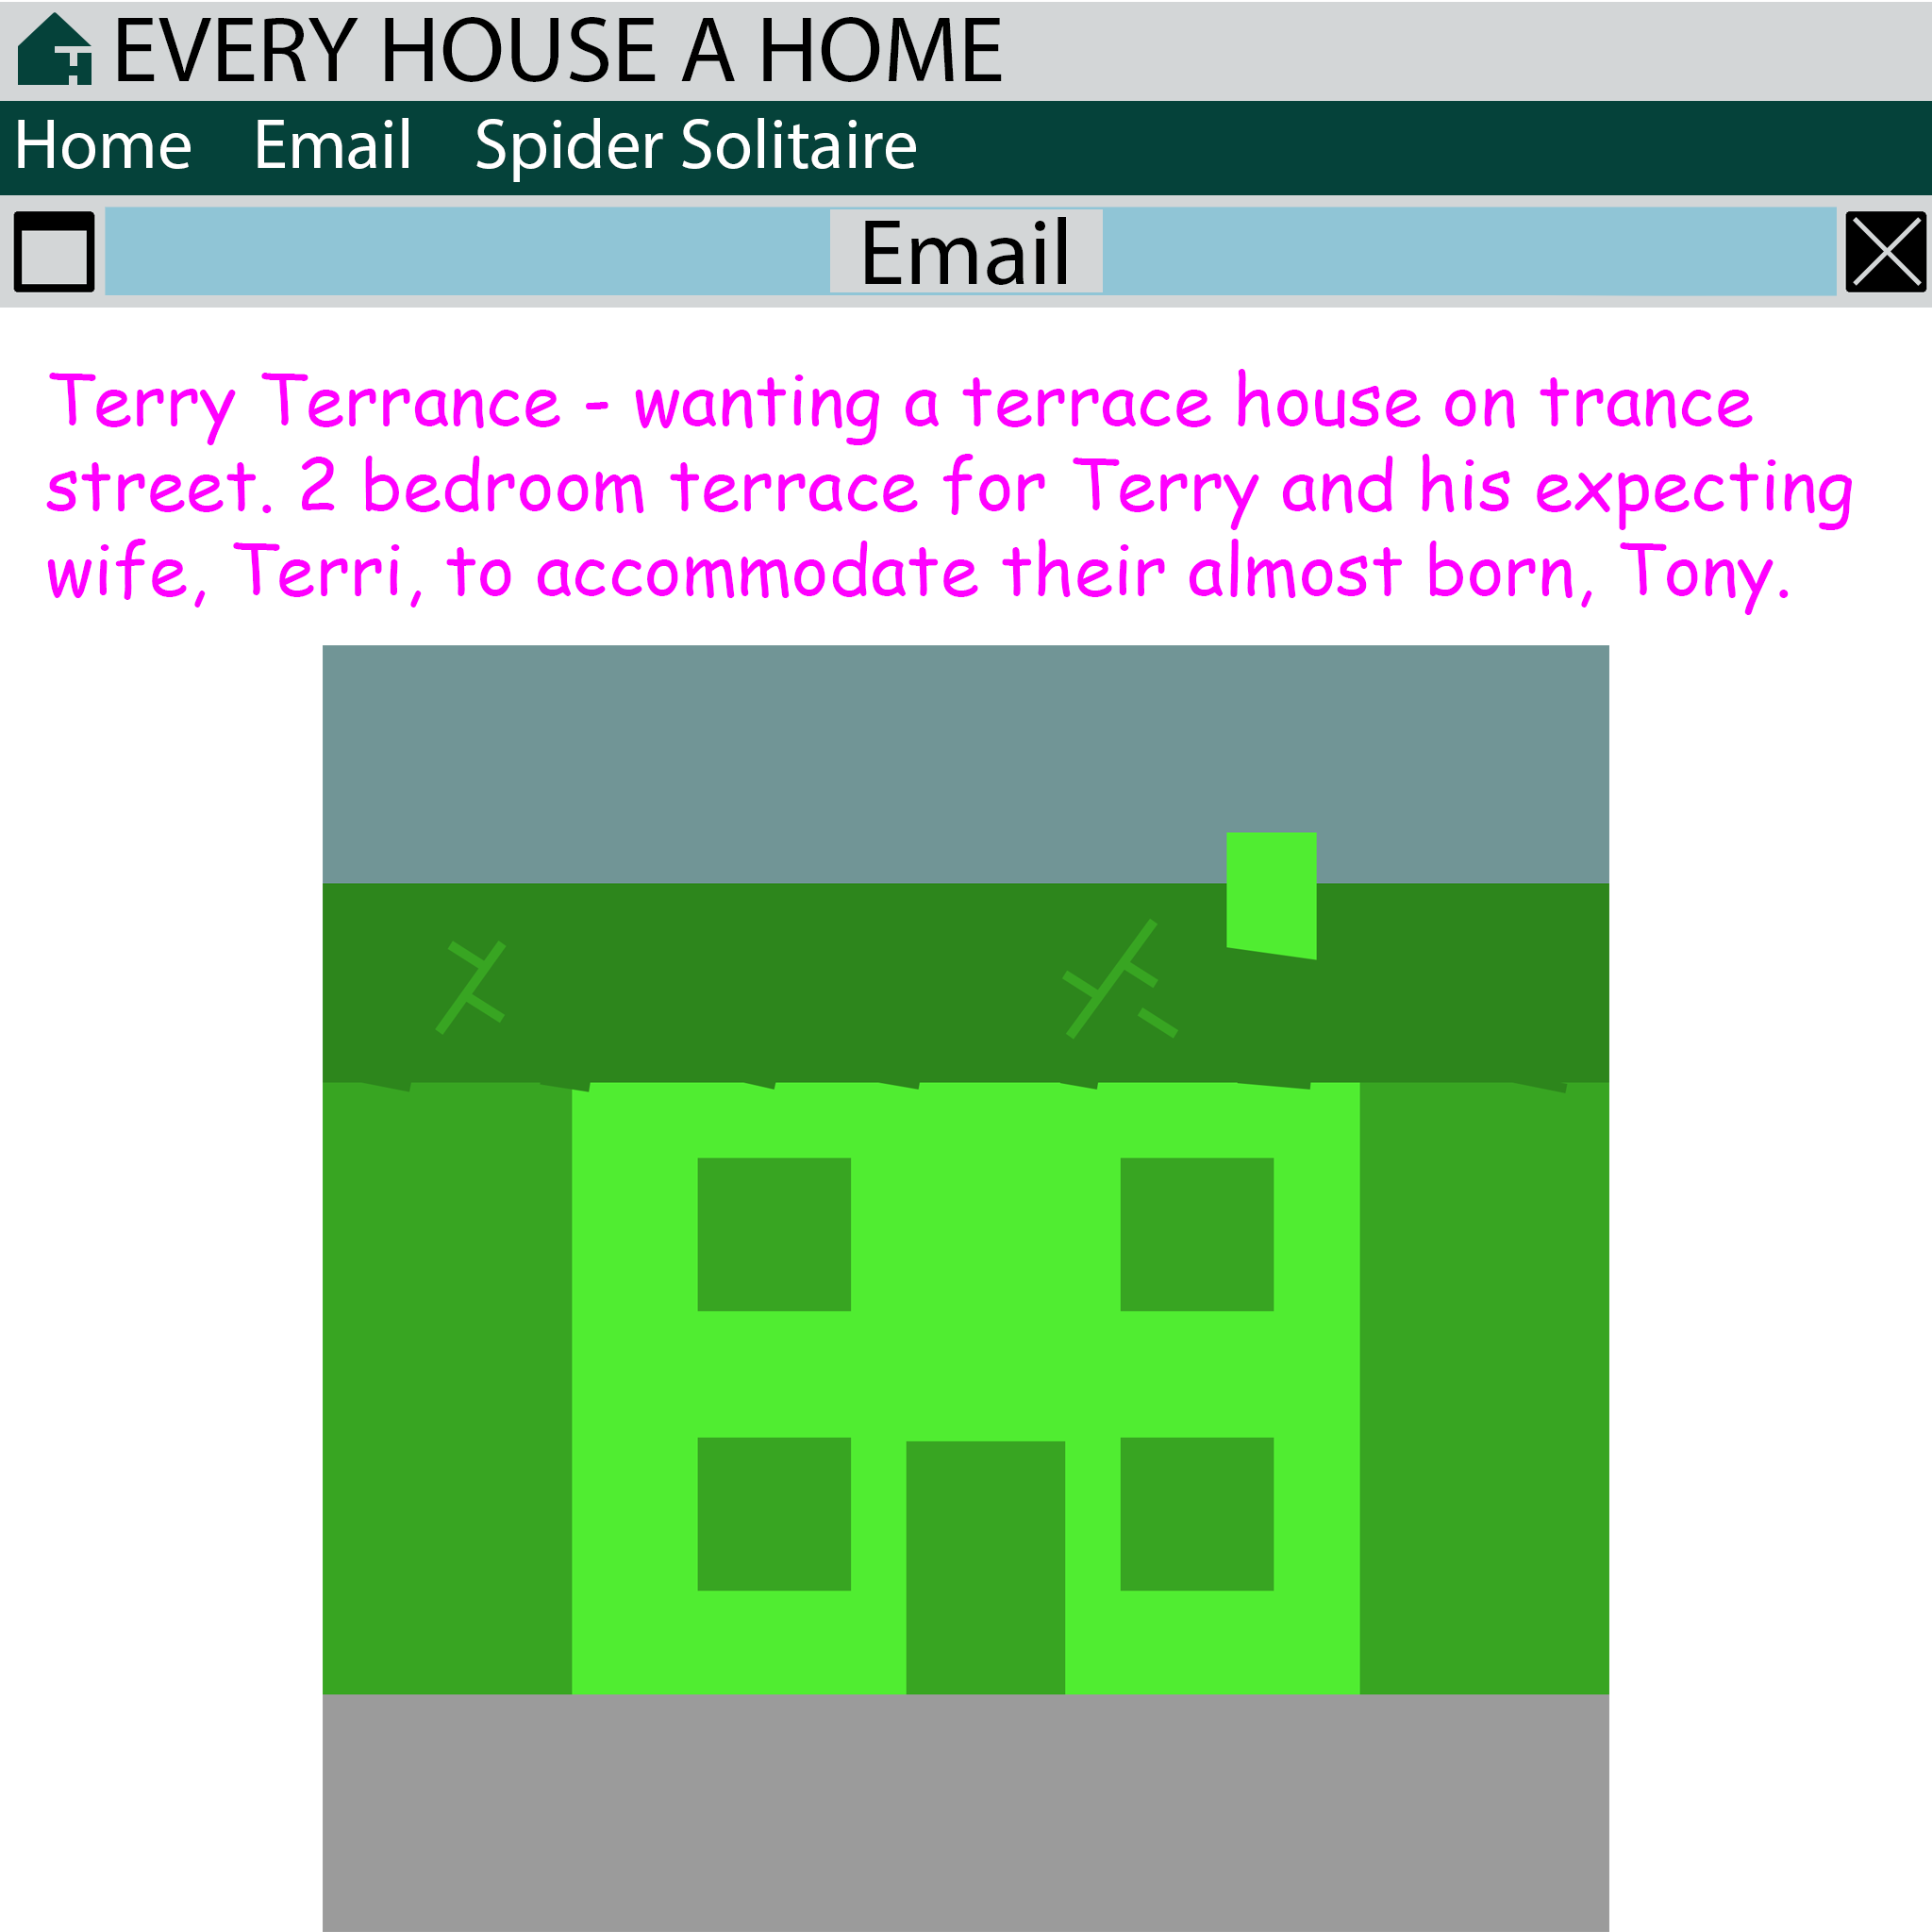 EVERY HOUSE A HOME
Home Email Spider Solitaire
Email
Terry Terrance - wanting a terrace house on trance
street. 2 bedroom terrace for Terry and his expecting
wife, Terri, to accommodate their almost born, Tony.